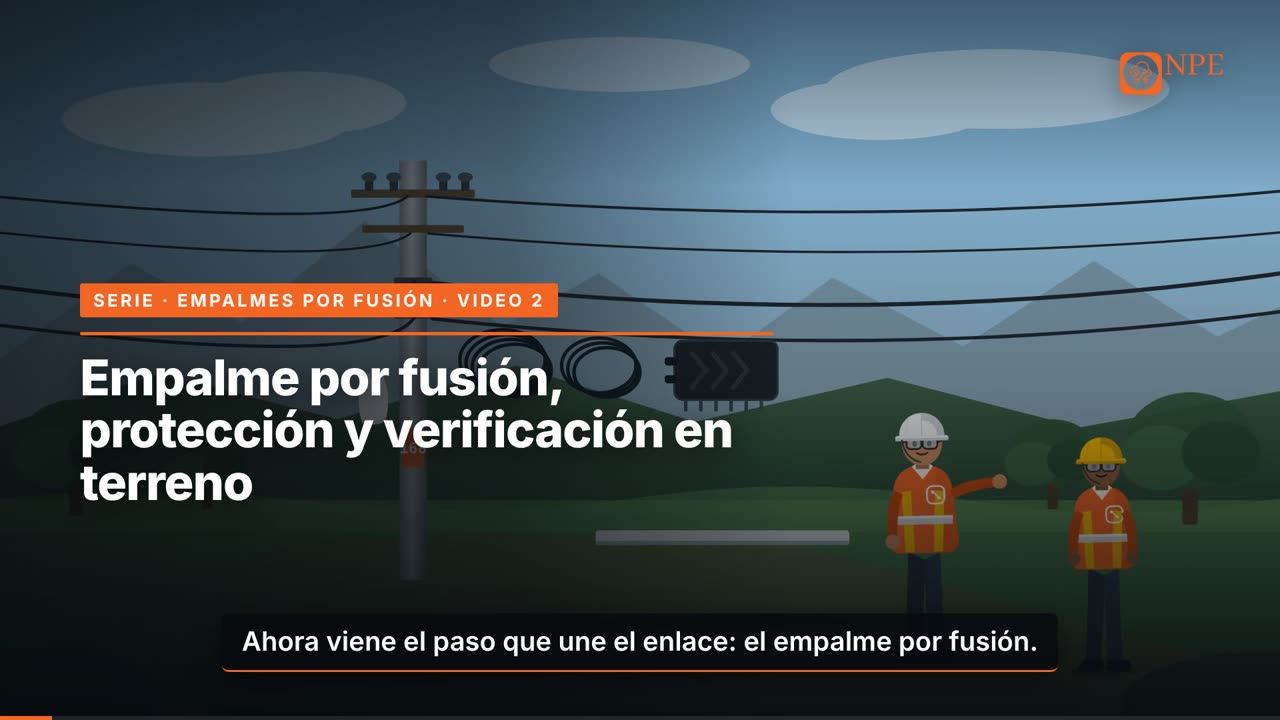 NPE
SERIE · EMPALMES POR FUSIÓN · VIDEO 2
Empalme por fusión,
protección y verificación en
terreno
Ahora viene el paso que une el enlace: el empalme por fusión.